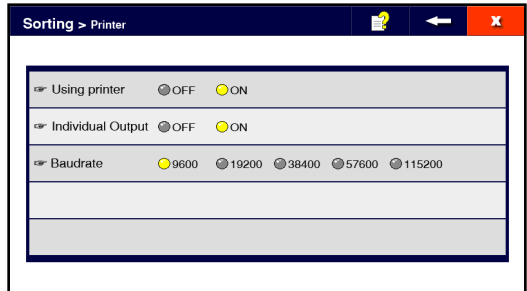 Sorting > Printer
X
☞ Using printer OFF ON
☞ Individual Output OFF ON
☞ Baudrate 9600 19200 38400 57600 115200